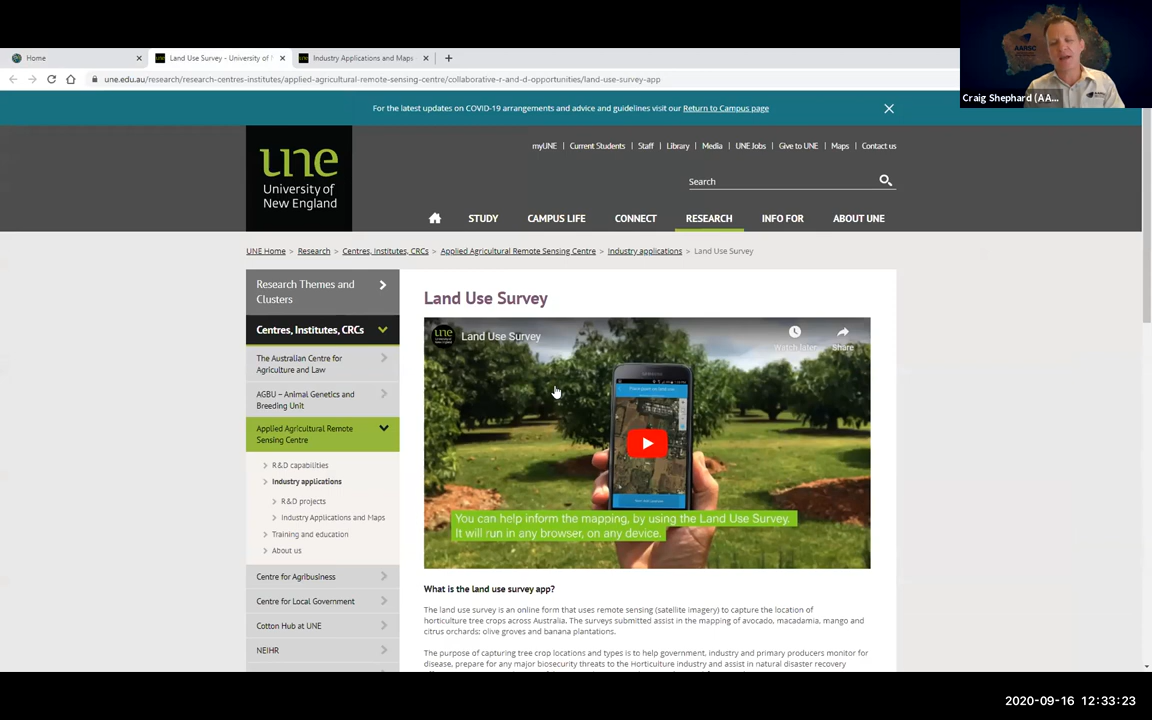 Home
Land Use Survey - University of
Industry Applications and Maps
une.edu.au/research/research-centres-institutes/applied-agricultural-remote-sensing-centre/collaborative-r-and-d-opportunities/land-use-survey-app
AARSC
Craig Shephard (AA...
For the latest updates on COVID-19 arrangements and advice and guidelines visit our Return to Campus page
une
University of
New England
myUNE | Current Students | Staff | Library | Media | UNE Jobs | Give to UNE | Maps | Contact us
Search
STUDY CAMPUS LIFE CONNECT RESEARCH INFO FOR ABOUT UNE
UNE Home > Research > Centres, Institutes, CRCs > Applied Agricultural Remote Sensing Centre > Industry applications > Land Use Survey
Research Themes and
Clusters
Centres, Institutes, CRCs
The Australian Centre for
Agriculture and Law
AGBU – Animal Genetics and
Breeding Unit
Applied Agricultural Remote
Sensing Centre
R&D capabilities
Industry applications
R&D projects
Industry Applications and Maps
Training and education
About us
Centre for Agribusiness
Centre for Local Government
Cotton Hub at UNE
NEIHR
Land Use Survey
une
Land Use Survey
Watch later
Share
SAMSUNG
You can help inform the mapping, by using the Land Use Survey.
It will run in any browser, on any device.
What is the land use survey app?
The land use survey is an online form that uses remote sensing (satellite imagery) to capture the location of
horticulture tree crops across Australia. The surveys submitted assist in the mapping of avocado, macadamia, mango and
citrus orchards; olive groves and banana plantations.
The purpose of capturing tree crop locations and types is to help government, industry and primary producers monitor for
disease, prepare for any major biosecurity threats to the Horticulture industry and assist in natural disaster recovery
2020-09-16 12:33:23